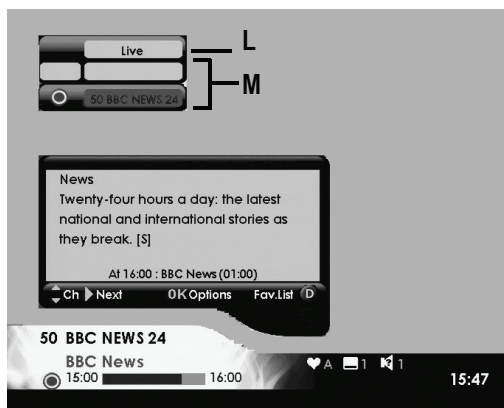 Live
L
M
50 BBC NEWS 24
News
Twenty-four hours a day: the latest
national and international stories as
they break. [S]
At 16:00 : BBC News (01:00)
Ch Next OK Options Fav.List D
50 BBC NEWS 24
BBC News
A 1 1
15:00 16:00
15:47